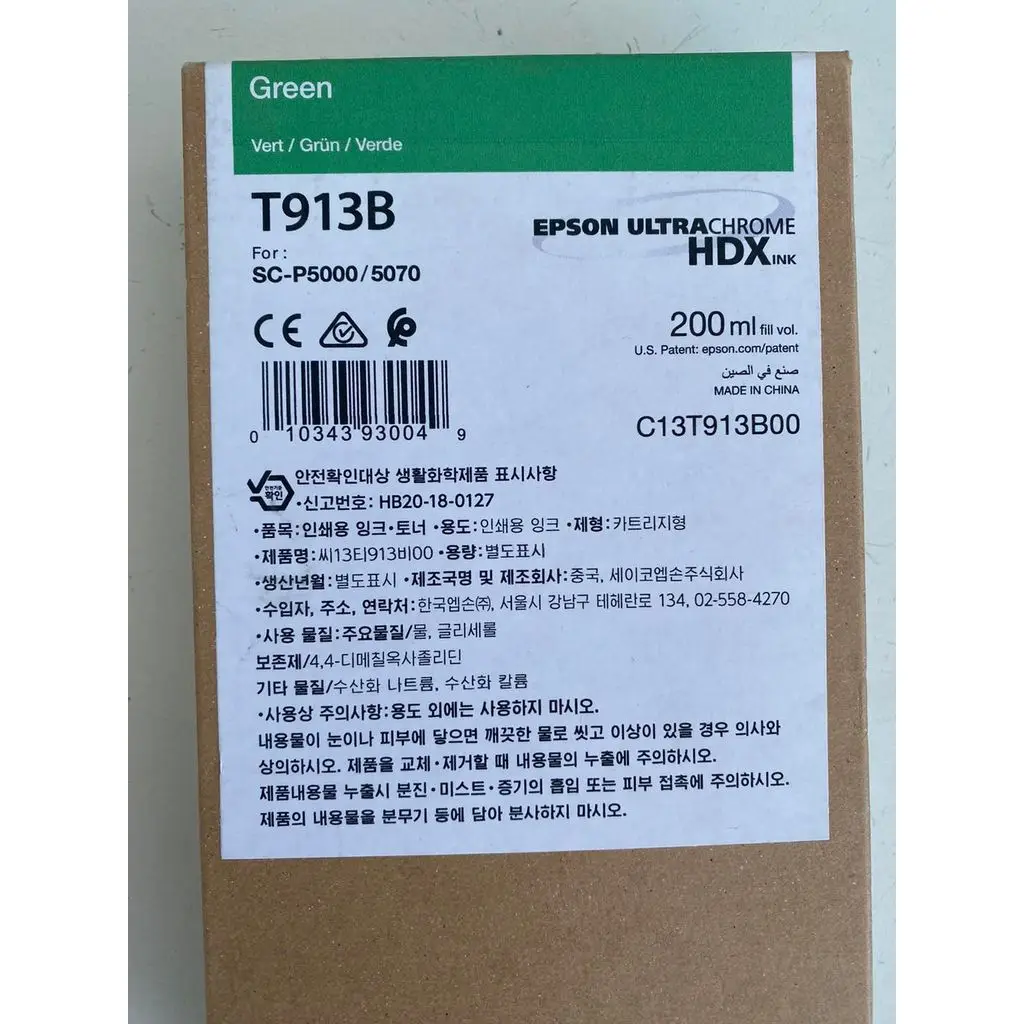 Green
Vert / Grün / Verde
T913B
For :
SC-P5000/5070
EPSON ULTRACHROME
HDX INK
CE
200 ml fill vol.
U.S. Patent: epson.com/patent
صنع في الصين
MADE IN CHINA
C13T913B00
0 10343 93004 9
안전기준
확인
안전확인대상 생활화학제품 표시사항
•신고번호: HB20-18-0127
•품목:인쇄용 잉크•토너 •용도:인쇄용 잉크 •제형:카트리지형
•제품명:씨13티913비00 •용량:별도표시
•생산년월:별도표시 •제조국명 및 제조회사:중국, 세이코엡손주식회사
•수입자, 주소, 연락처:한국엡손㈜, 서울시 강남구 테헤란로 134, 02-558-4270
•사용 물질:주요물질/물, 글리세롤
보존제/4,4-디메칠옥사졸리딘
기타 물질/수산화 나트륨, 수산화 칼륨
•사용상 주의사항:용도 외에는 사용하지 마시오.
내용물이 눈이나 피부에 닿으면 깨끗한 물로 씻고 이상이 있을 경우 의사와
상의하시오. 제품을 교체•제거할 때 내용물의 누출에 주의하시오.
제품내용물 누출시 분진•미스트•증기의 흡입 또는 피부 접촉에 주의하시오.
제품의 내용물을 분무기 등에 담아 분사하지 마시오.